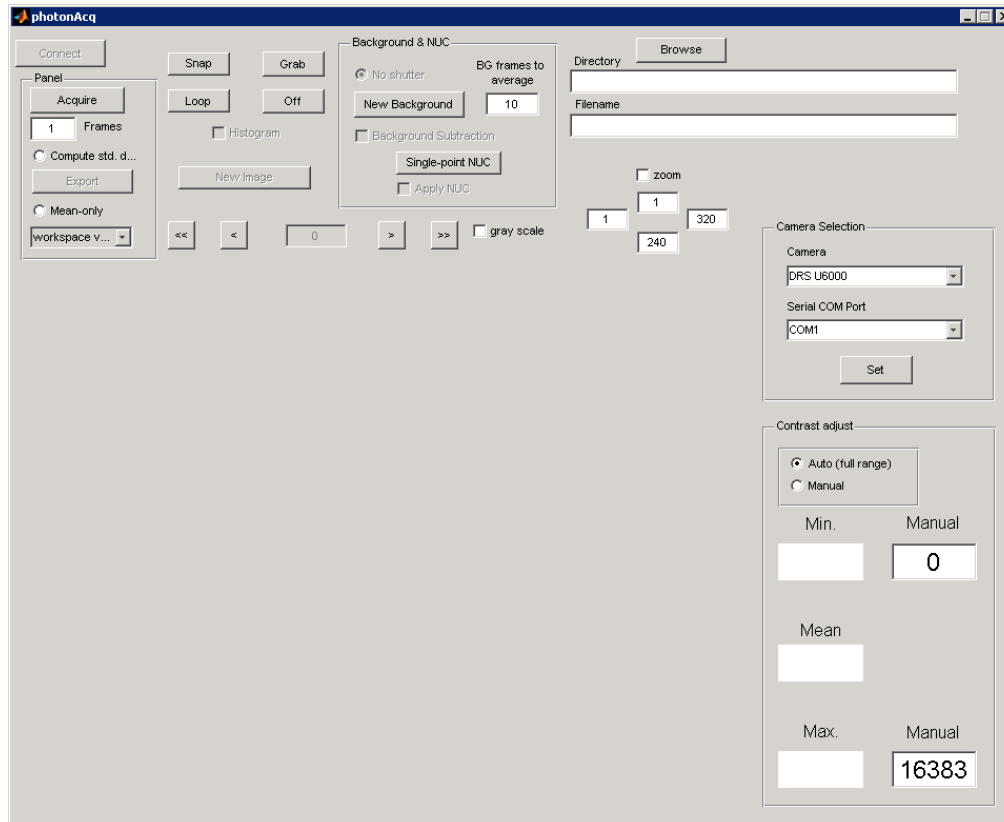 photonAcq
Connect
Panel
Acquire
1 Frames
Compute std. d...
Export
Mean-only
workspace v...
Snap Grab
Loop Off
Histogram
New Image
<< < 0 > >>
gray scale
Background & NUC
No shutter
BG frames to
average
New Background 10
Background Subtraction
Single-point NUC
Apply NUC
Browse
Directory
Filename
zoom
1
1 320
240
Camera Selection
Camera
DRS U6000
Serial COM Port
COM1
Set
Contrast adjust
Auto (full range)
Manual
Min. Manual
0
Mean
Max. Manual
16383